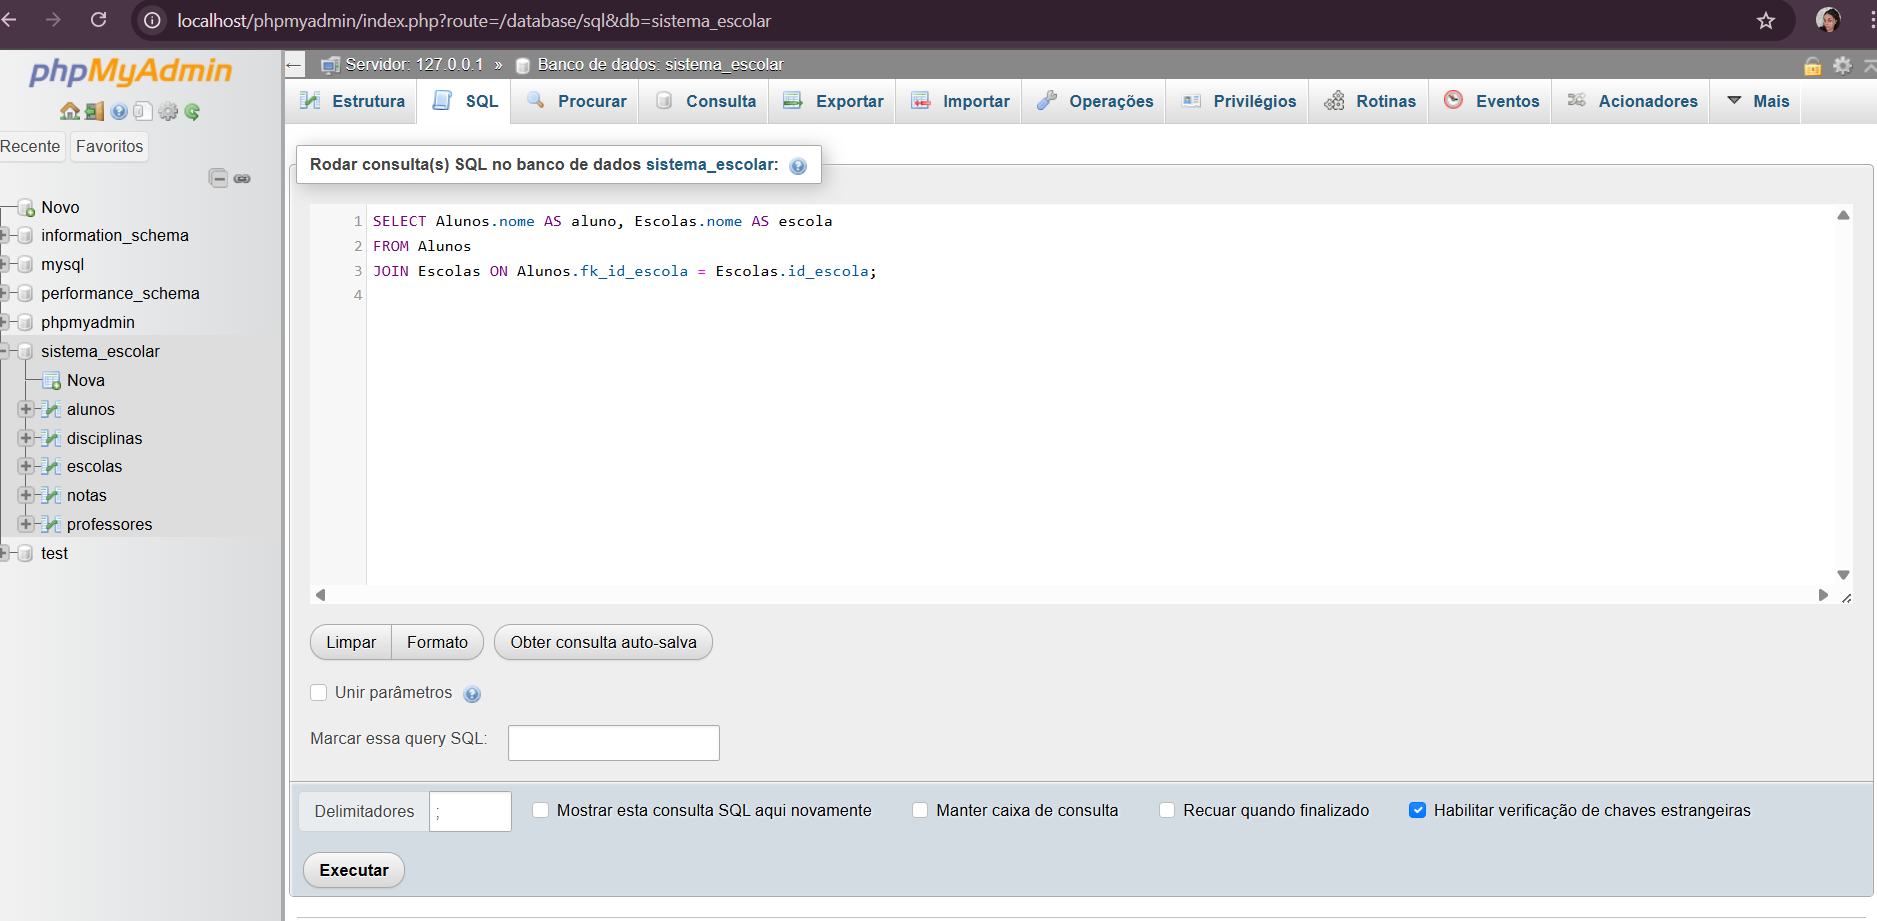 localhost/phpmyadmin/index.php?route=/database/sql&db=sistema_escolar
phpMyAdmin
Recente
Favoritos
Novo
information_schema
mysql
performance_schema
phpmyadmin
sistema_escolar
Nova
alunos
disciplinas
escolas
notas
professores
test
Servidor: 127.0.0.1 » Banco de dados: sistema_escolar
Estrutura SQL Procurar Consulta Exportar Importar Operações Privilégios Rotinas Eventos Acionadores Mais
Rodar consulta(s) SQL no banco de dados sistema_escolar:
1 SELECT Alunos.nome AS aluno, Escolas.nome AS escola
2 FROM Alunos
3 JOIN Escolas ON Alunos.fk_id_escola = Escolas.id_escola;
4
Limpar Formato Obter consulta auto-salva
Unir parâmetros
Marcar essa query SQL:
Delimitadores ; Mostrar esta consulta SQL aqui novamente Manter caixa de consulta Recuar quando finalizado Habilitar verificação de chaves estrangeiras
Executar